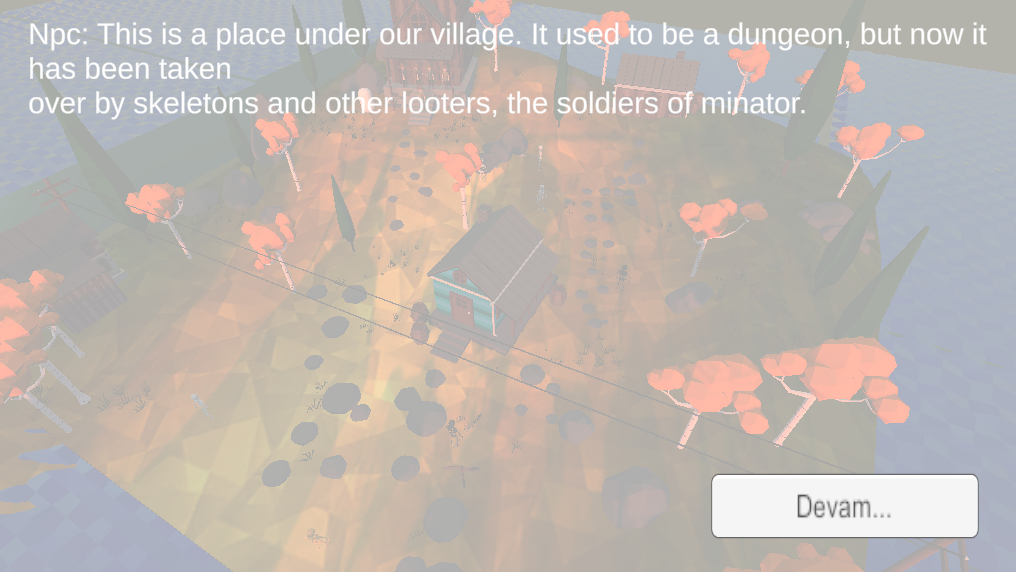 Npc: This is a place under our village. It used to be a dungeon, but now it
has been taken
over by skeletons and other looters, the soldiers of minator.
Devam...